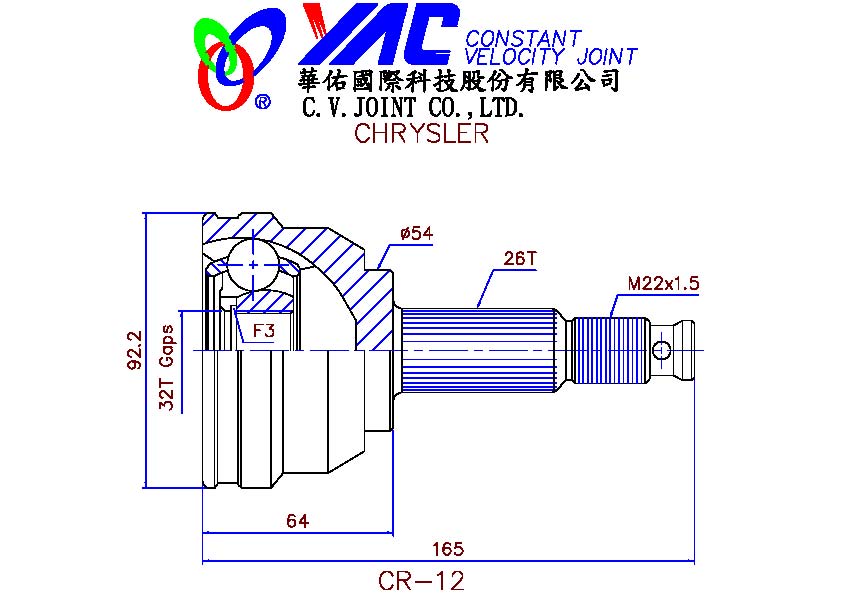 YAC CONSTANT
VELOCITY JOINT
®
華佑國際科技股份有限公司
C.V.JOINT CO.,LTD.
CHRYSLER
ø54
26T
M22x1.5
F3
92.2
32T Gaps
64
165
CR-12